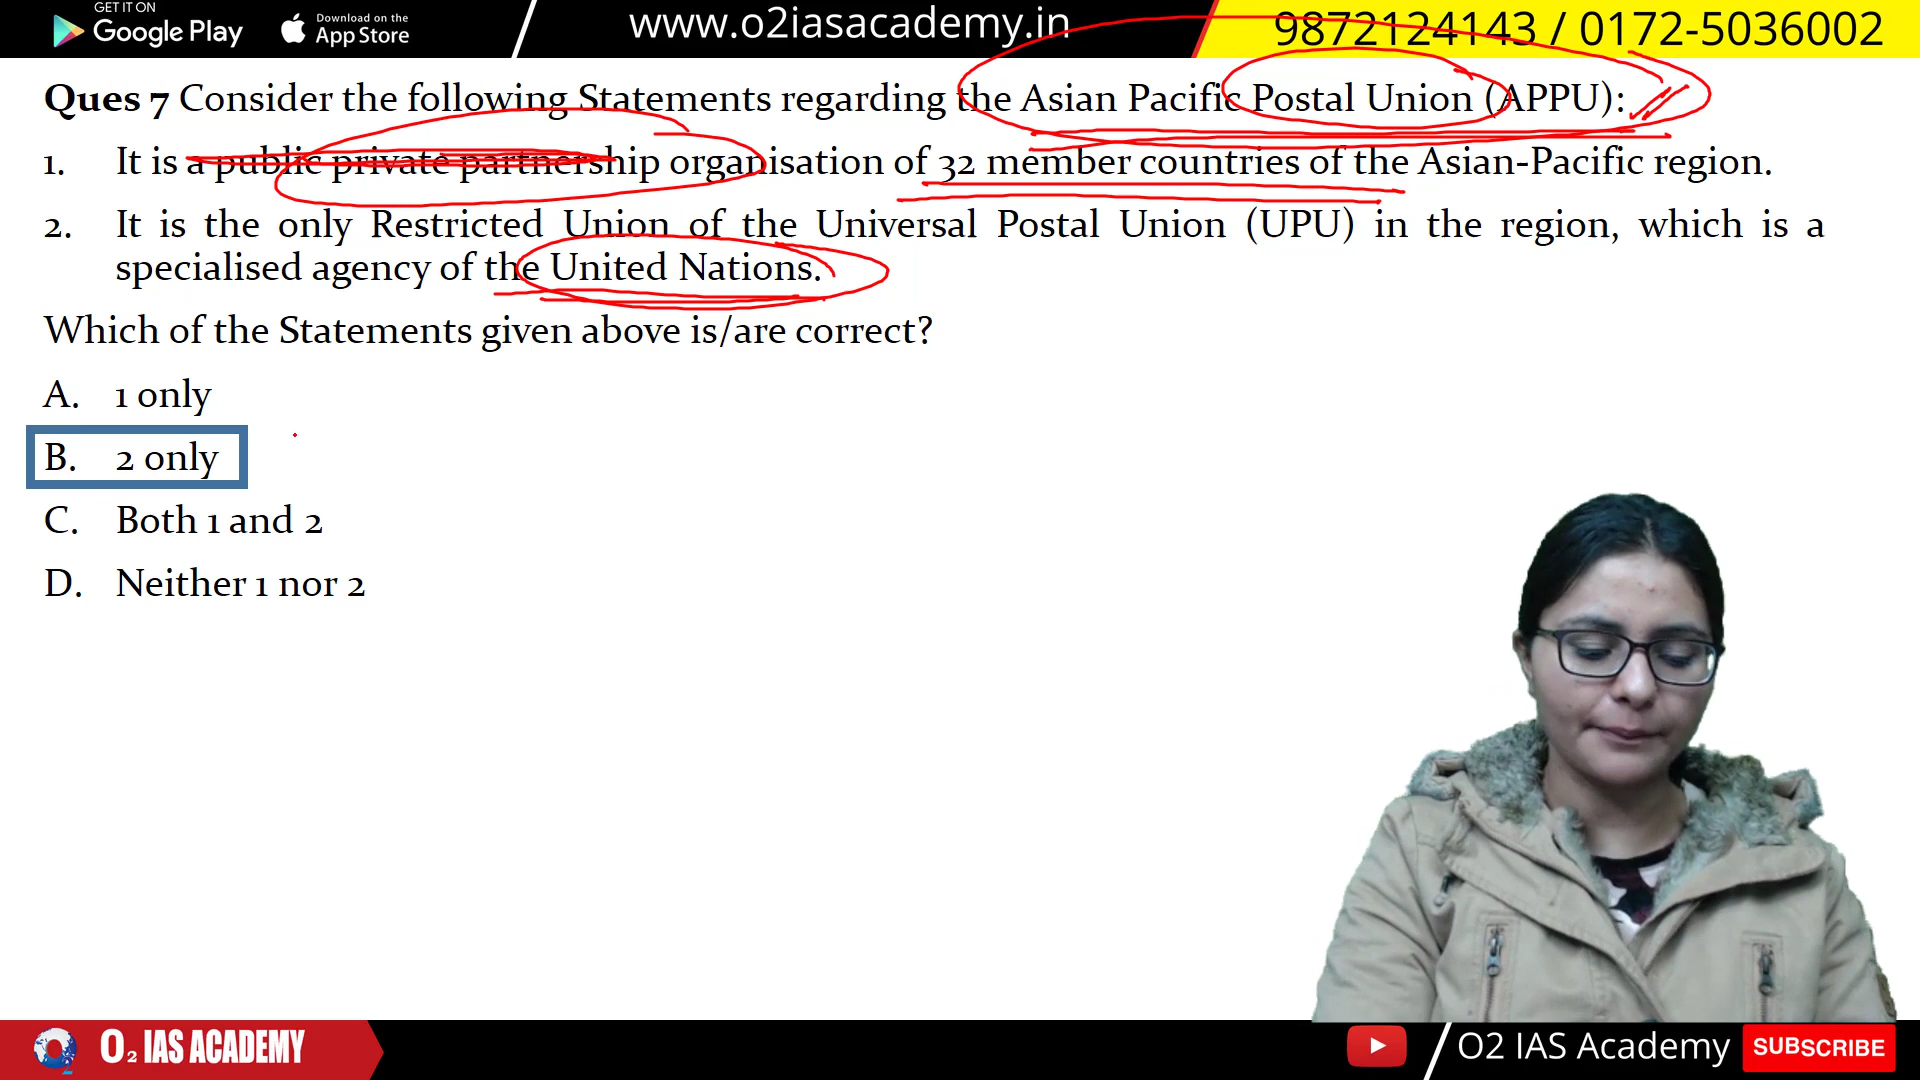 GET IT ON
Google Play
Download on the
App Store
www.o2iasacademy.in
9872124143 / 0172-5036002
Ques 7 Consider the following Statements regarding the Asian Pacific Postal Union (APPU):
1. It is a public private partnership organisation of 32 member countries of the Asian-Pacific region.
2. It is the only Restricted Union of the Universal Postal Union (UPU) in the region, which is a
specialised agency of the United Nations.
Which of the Statements given above is/are correct?
A. 1 only
B. 2 only
C. Both 1 and 2
D. Neither 1 nor 2
O2 IAS ACADEMY
O2 IAS Academy
SUBSCRIBE